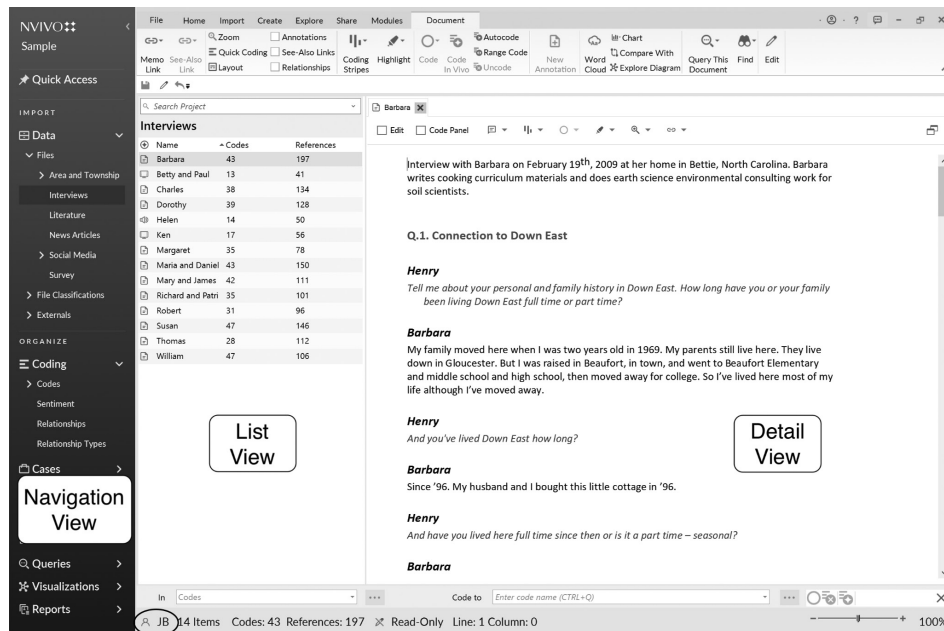 NVIVO
Sample
Quick Access
IMPORT
Data
Files
Area and Township
Interviews
Literature
News Articles
Social Media
Survey
File Classifications
Externals
ORGANIZE
Coding
Codes
Sentiment
Relationships
Relationship Types
Cases
Navigation
View
Queries
Visualizations
Reports
File Home Import Create Explore Share Modules Document
Memo Link
See-Also Link
Zoom
Quick Coding
Layout
Annotations
See-Also Links
Relationships
Coding Stripes
Highlight
Code
Code In Vivo
Autocode
Range Code
Uncode
New Annotation
Word Cloud
Chart
Compare With
Explore Diagram
Query This Document
Find
Edit
Search Project
Interviews
Name Codes References
Barbara 43 197
Betty and Paul 13 41
Charles 38 134
Dorothy 39 128
Helen 14 50
Ken 17 56
Margaret 35 78
Maria and Daniel 43 150
Mary and James 42 111
Richard and Patri 35 101
Robert 31 96
Susan 47 146
Thomas 28 112
William 47 106
List
View
Barbara
Edit Code Panel
Interview with Barbara on February 19th, 2009 at her home in Bettie, North Carolina. Barbara
writes cooking curriculum materials and does earth science environmental consulting work for
soil scientists.
Q.1. Connection to Down East
Henry
Tell me about your personal and family history in Down East. How long have you or your family
been living Down East full time or part time?
Barbara
My family moved here when I was two years old in 1969. My parents still live here. They live
down in Gloucester. But I was raised in Beaufort, in town, and went to Beaufort Elementary
and middle school and high school, then moved away for college. So I've lived here most of my
life although I've moved away.
Henry
And you've lived Down East how long?
Barbara
Since '96. My husband and I bought this little cottage in '96.
Henry
And have you lived here full time since then or is it a part time – seasonal?
Barbara
Detail
View
In Codes
Code to Enter code name (CTRL+Q)
JB 14 Items Codes: 43 References: 197 Read-Only Line: 1 Column: 0
100%